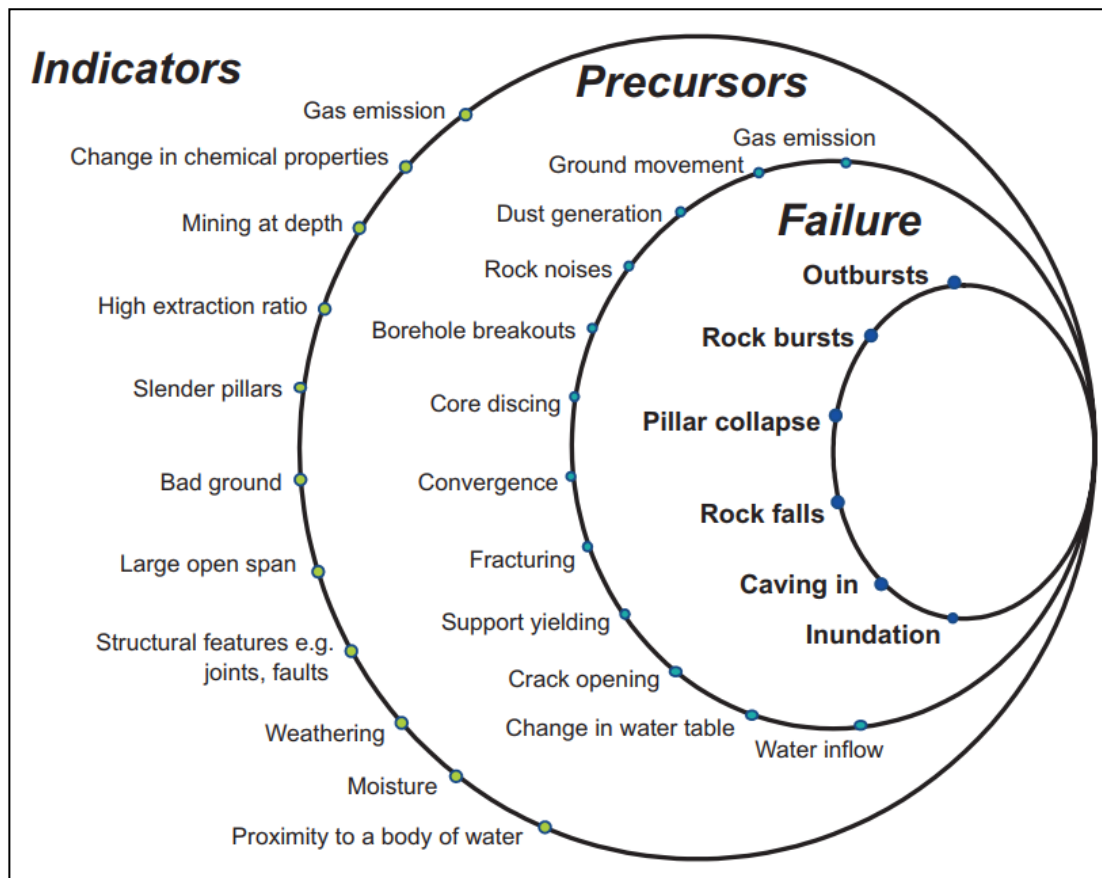 Indicators
Gas emission
Change in chemical properties
Mining at depth
High extraction ratio
Slender pillars
Bad ground
Large open span
Structural features e.g.
joints, faults
Weathering
Moisture
Proximity to a body of water
Precursors
Gas emission
Ground movement
Dust generation
Rock noises
Borehole breakouts
Core discing
Convergence
Fracturing
Support yielding
Crack opening
Change in water table
Water inflow
Failure
Outbursts
Rock bursts
Pillar collapse
Rock falls
Caving in
Inundation